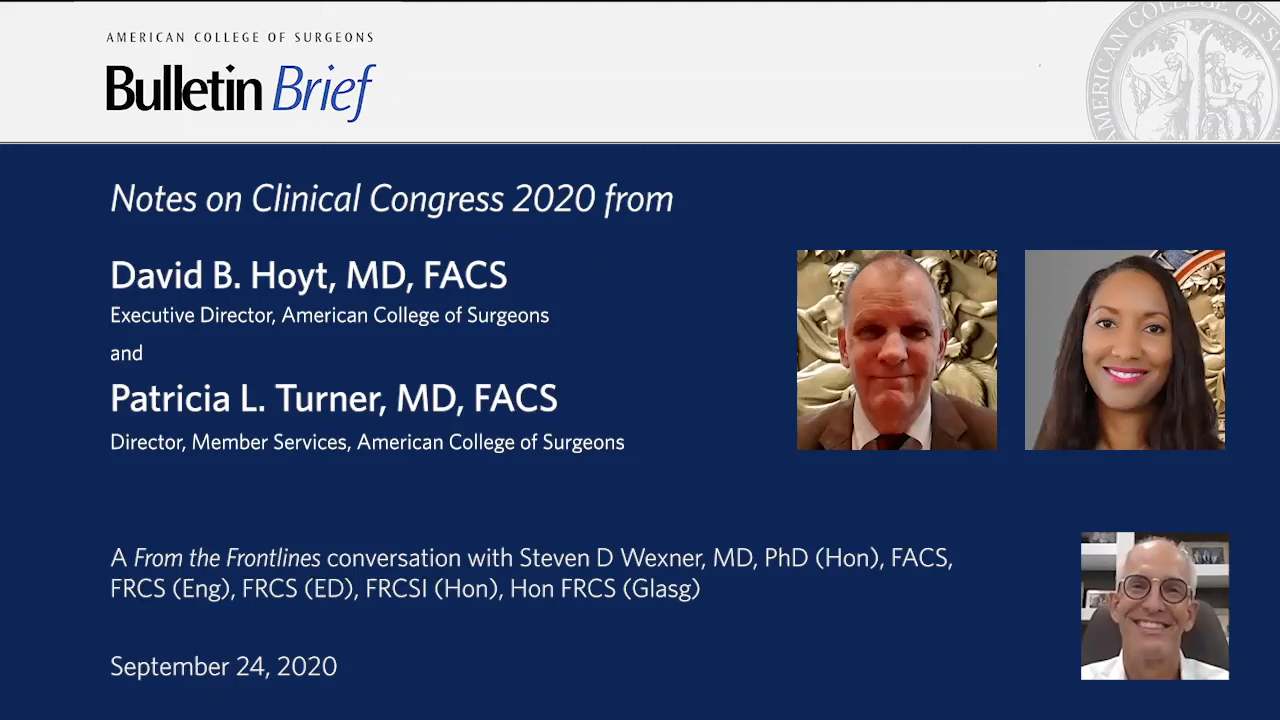 AMERICAN COLLEGE OF SURGEONS
Bulletin Brief
AMERICAN COLLEGE OF
Notes on Clinical Congress 2020 from
David B. Hoyt, MD, FACS
Executive Director, American College of Surgeons
and
Patricia L. Turner, MD, FACS
Director, Member Services, American College of Surgeons
A From the Frontlines conversation with Steven D Wexner, MD, PhD (Hon), FACS,
FRCS (Eng), FRCS (ED), FRCSI (Hon), Hon FRCS (Glasg)
September 24, 2020